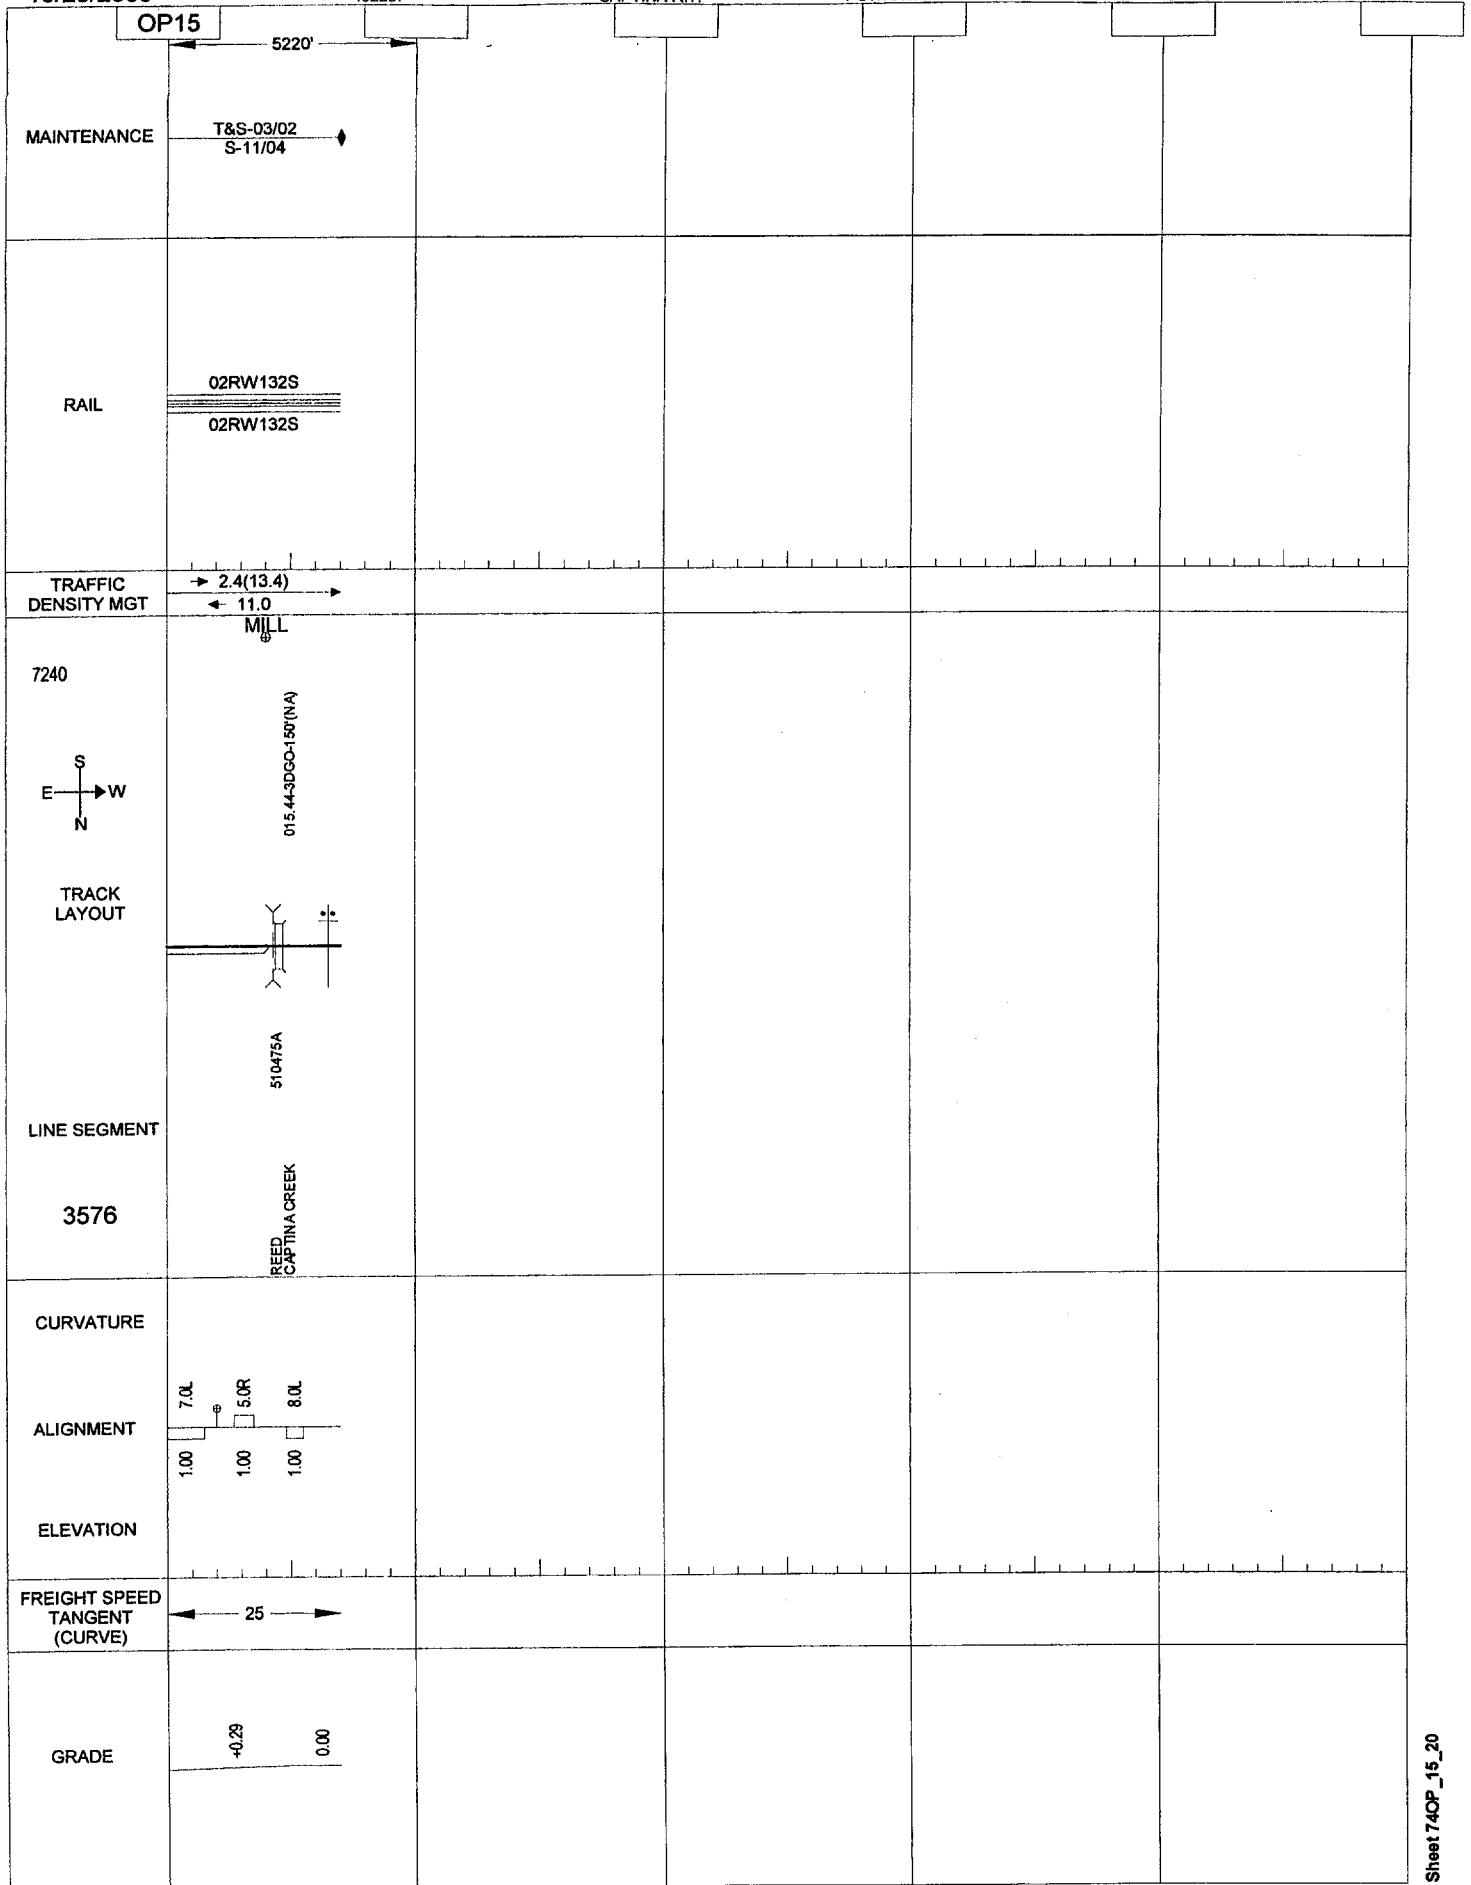 OP15
5220'
MAINTENANCE
T&S-03/02
S-11/04
RAIL
02RW132S
02RW132S
TRAFFIC
DENSITY MGT
2.4(13.4)
11.0
MILL
7240
015.44-3DGO-150'(NA)
S
E W
N
TRACK
LAYOUT
510475A
LINE SEGMENT
3576
REED
CAPTINA CREEK
CURVATURE
7.0L 5.0R 8.0L
ALIGNMENT
1.00 1.00 1.00
ELEVATION
FREIGHT SPEED
TANGENT
(CURVE)
25
GRADE
+0.29 0.00
Sheet 74OP_15_20